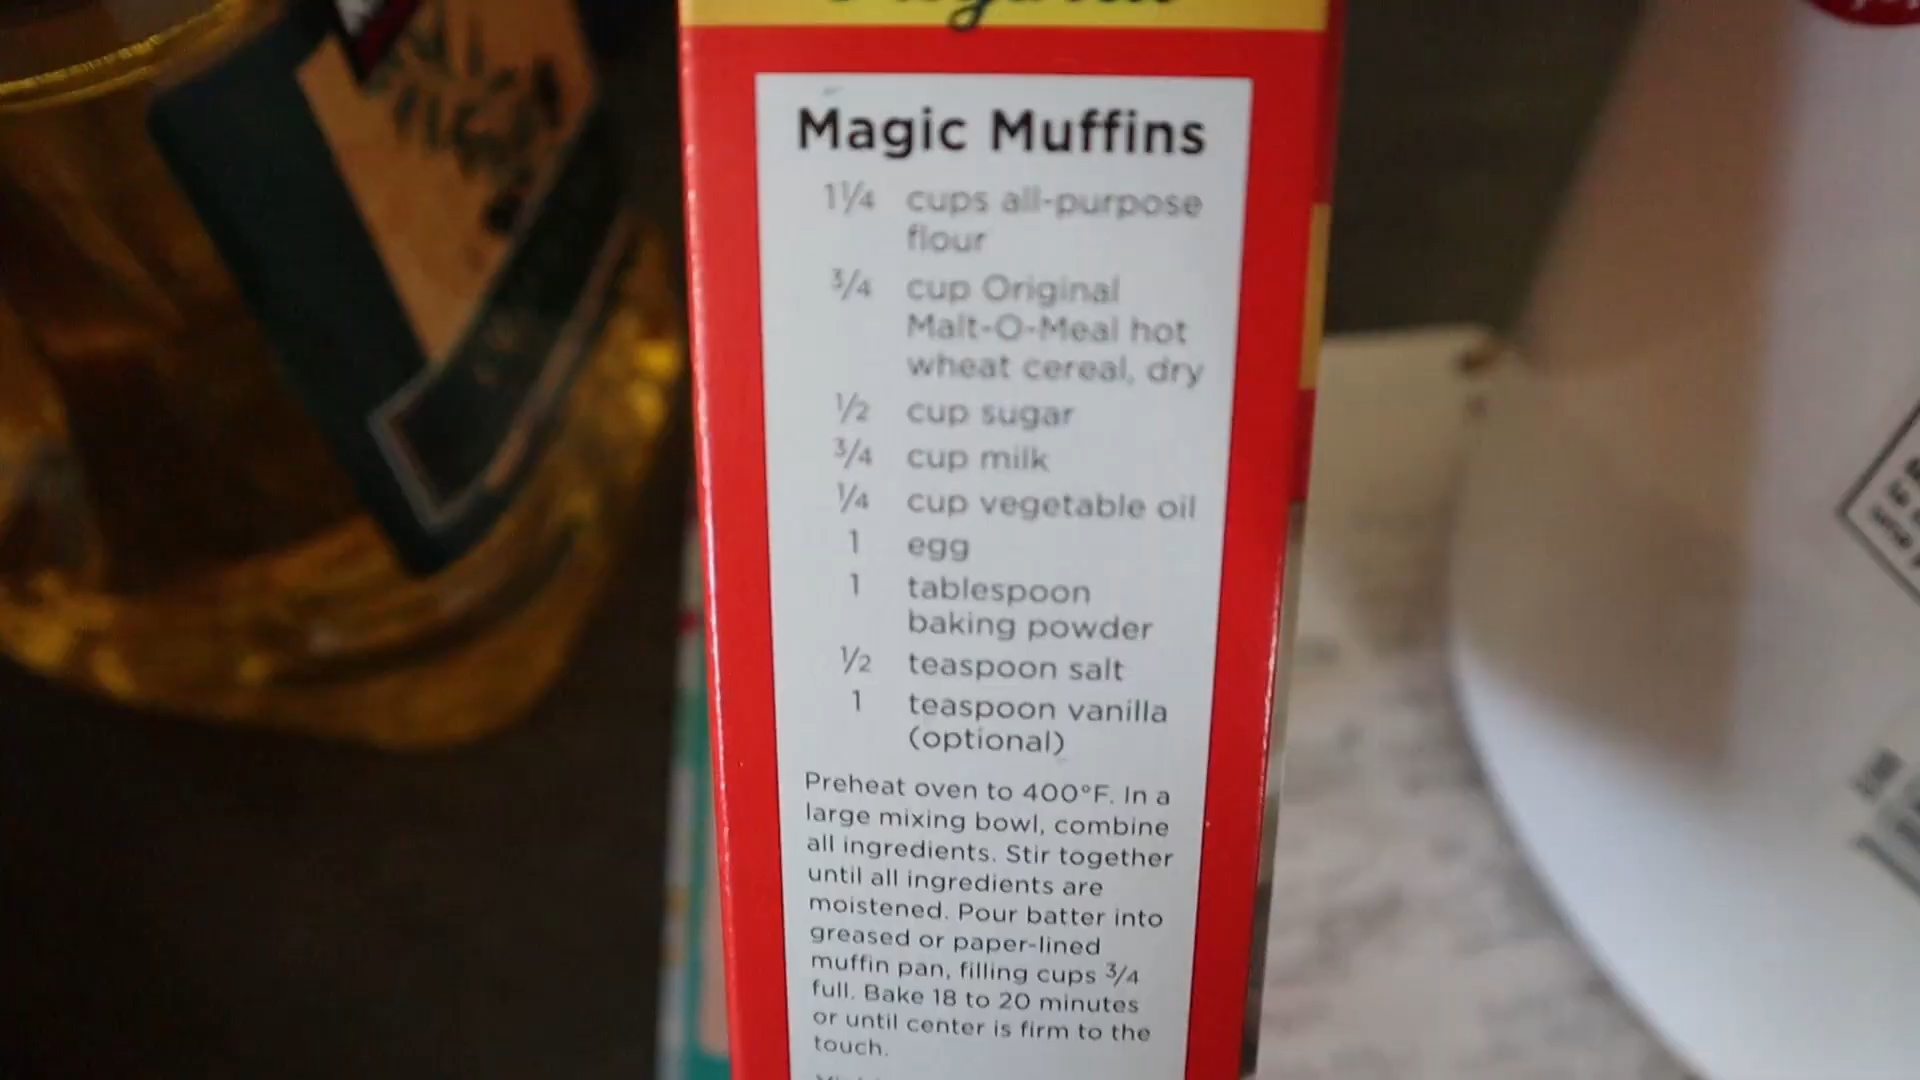 Magic Muffins
1¼ cups all-purpose
flour
¾ cup Original
Malt-O-Meal hot
wheat cereal, dry
½ cup sugar
¾ cup milk
¼ cup vegetable oil
1 egg
1 tablespoon
baking powder
½ teaspoon salt
1 teaspoon vanilla
(optional)
Preheat oven to 400°F. In a
large mixing bowl, combine
all ingredients. Stir together
until all ingredients are
moistened. Pour batter into
greased or paper-lined
muffin pan, filling cups ¾
full. Bake 18 to 20 minutes
or until center is firm to the
touch.